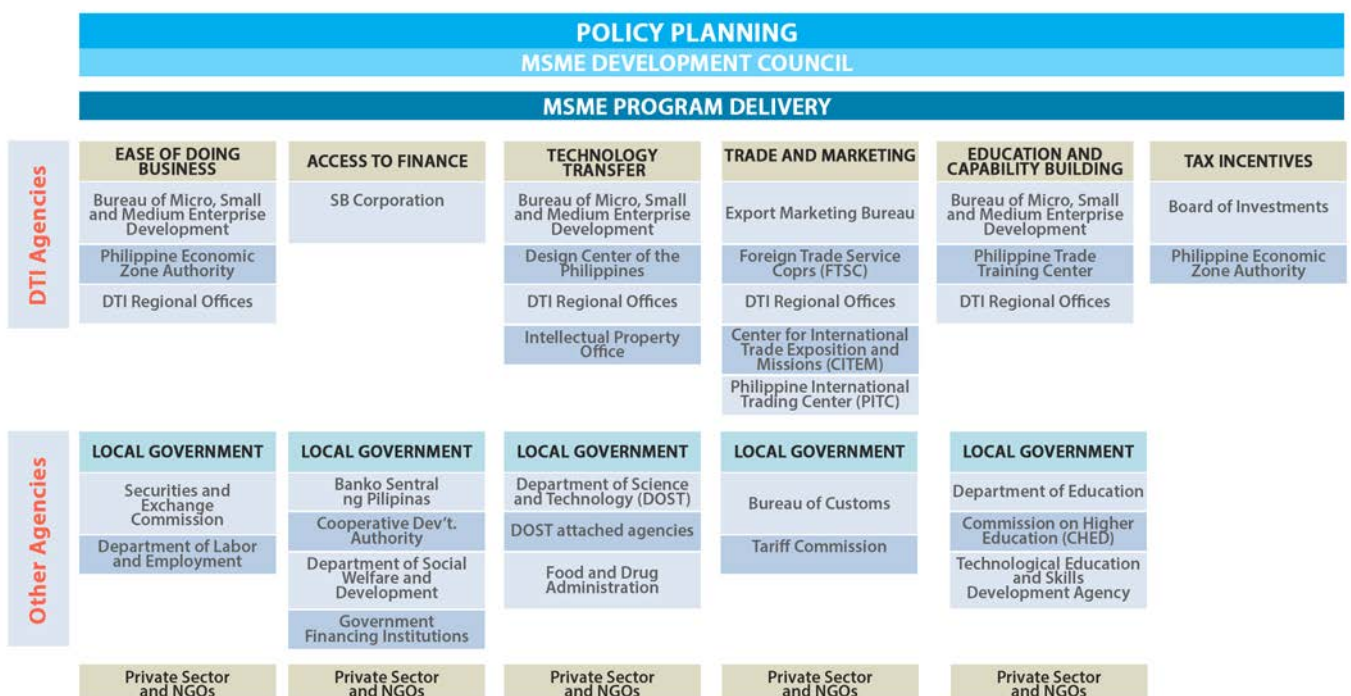 POLICY PLANNING
MSME DEVELOPMENT COUNCIL
MSME PROGRAM DELIVERY
DTI Agencies
EASE OF DOING
BUSINESS
Bureau of Micro, Small
and Medium Enterprise
Development
Philippine Economic
Zone Authority
DTI Regional Offices
ACCESS TO FINANCE
SB Corporation
TECHNOLOGY
TRANSFER
Bureau of Micro, Small
and Medium Enterprise
Development
Design Center of the
Philippines
DTI Regional Offices
Intellectual Property
Office
TRADE AND MARKETING
Export Marketing Bureau
Foreign Trade Service
Coprs (FTSC)
DTI Regional Offices
Center for International
Trade Exposition and
Missions (CITEM)
Philippine International
Trading Center (PITC)
EDUCATION AND
CAPABILITY BUILDING
Bureau of Micro, Small
and Medium Enterprise
Development
Philippine Trade
Training Center
DTI Regional Offices
TAX INCENTIVES
Board of Investments
Philippine Economic
Zone Authority
Other Agencies
LOCAL GOVERNMENT
Securities and
Exchange
Commission
Department of Labor
and Employment
LOCAL GOVERNMENT
Banko Sentral
ng Pilipinas
Cooperative Dev't.
Authority
Department of Social
Welfare and
Development
Government
Financing Institutions
LOCAL GOVERNMENT
Department of Science
and Technology (DOST)
DOST attached agencies
Food and Drug
Administration
LOCAL GOVERNMENT
Bureau of Customs
Tariff Commission
LOCAL GOVERNMENT
Department of Education
Commission on Higher
Education (CHED)
Technological Education
and Skills
Development Agency
Private Sector
and NGOs
Private Sector
and NGOs
Private Sector
and NGOs
Private Sector
and NGOs
Private Sector
and NGOs